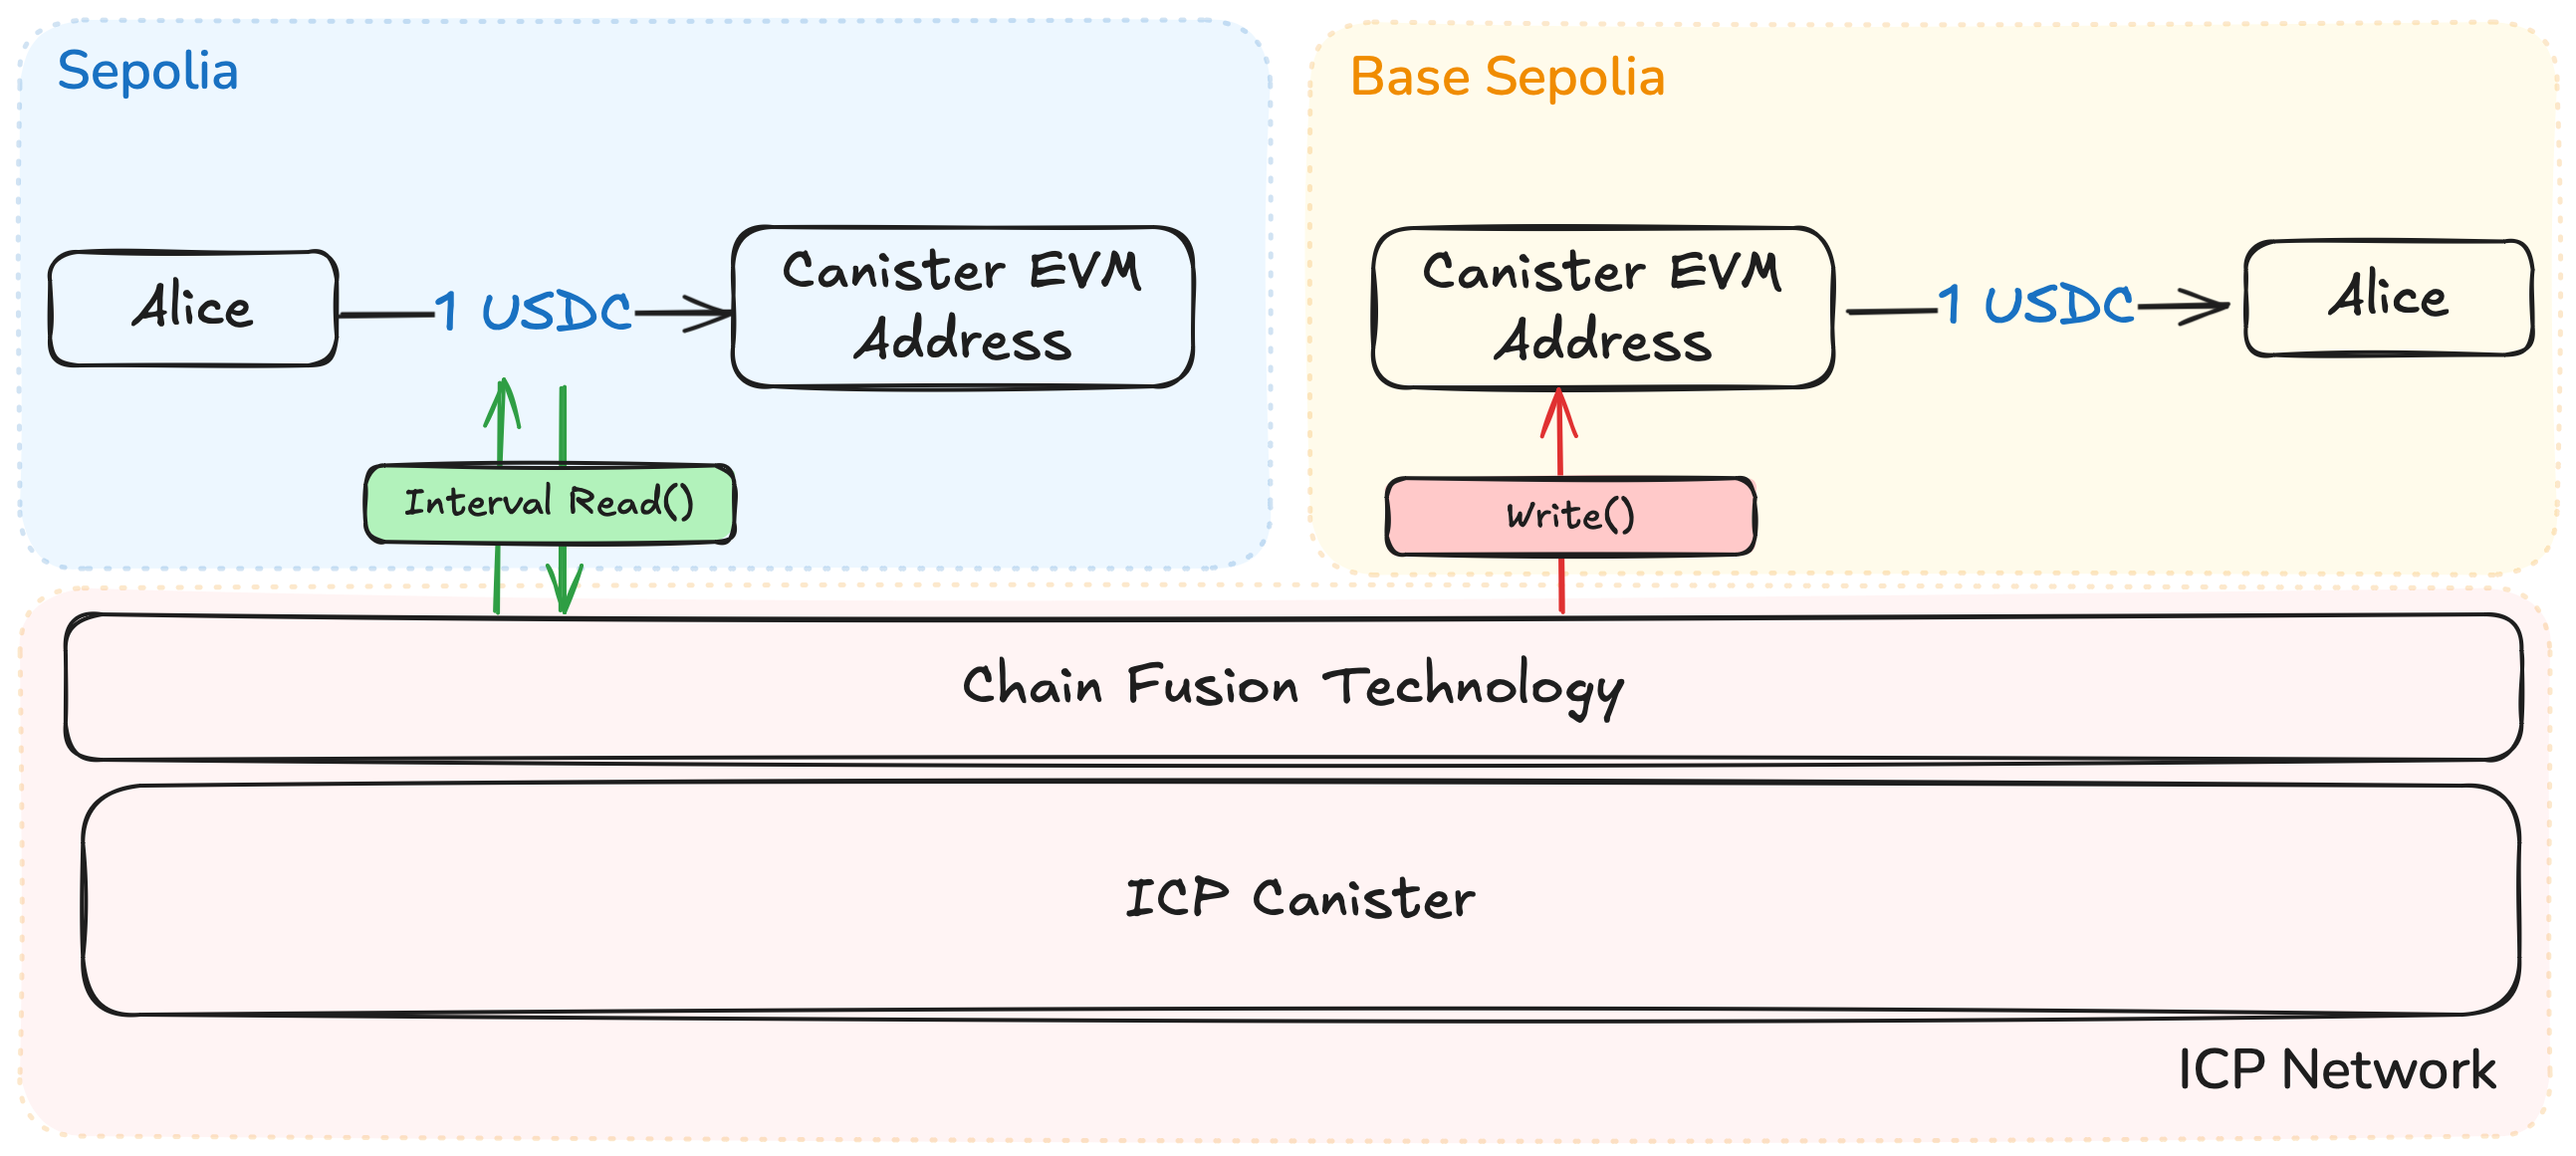 Sepolia
Alice
1 USDC
Canister EVM
Address
Interval Read()
Base Sepolia
Canister EVM
Address
1 USDC
Alice
Write()
Chain Fusion Technology
ICP Canister
ICP Network